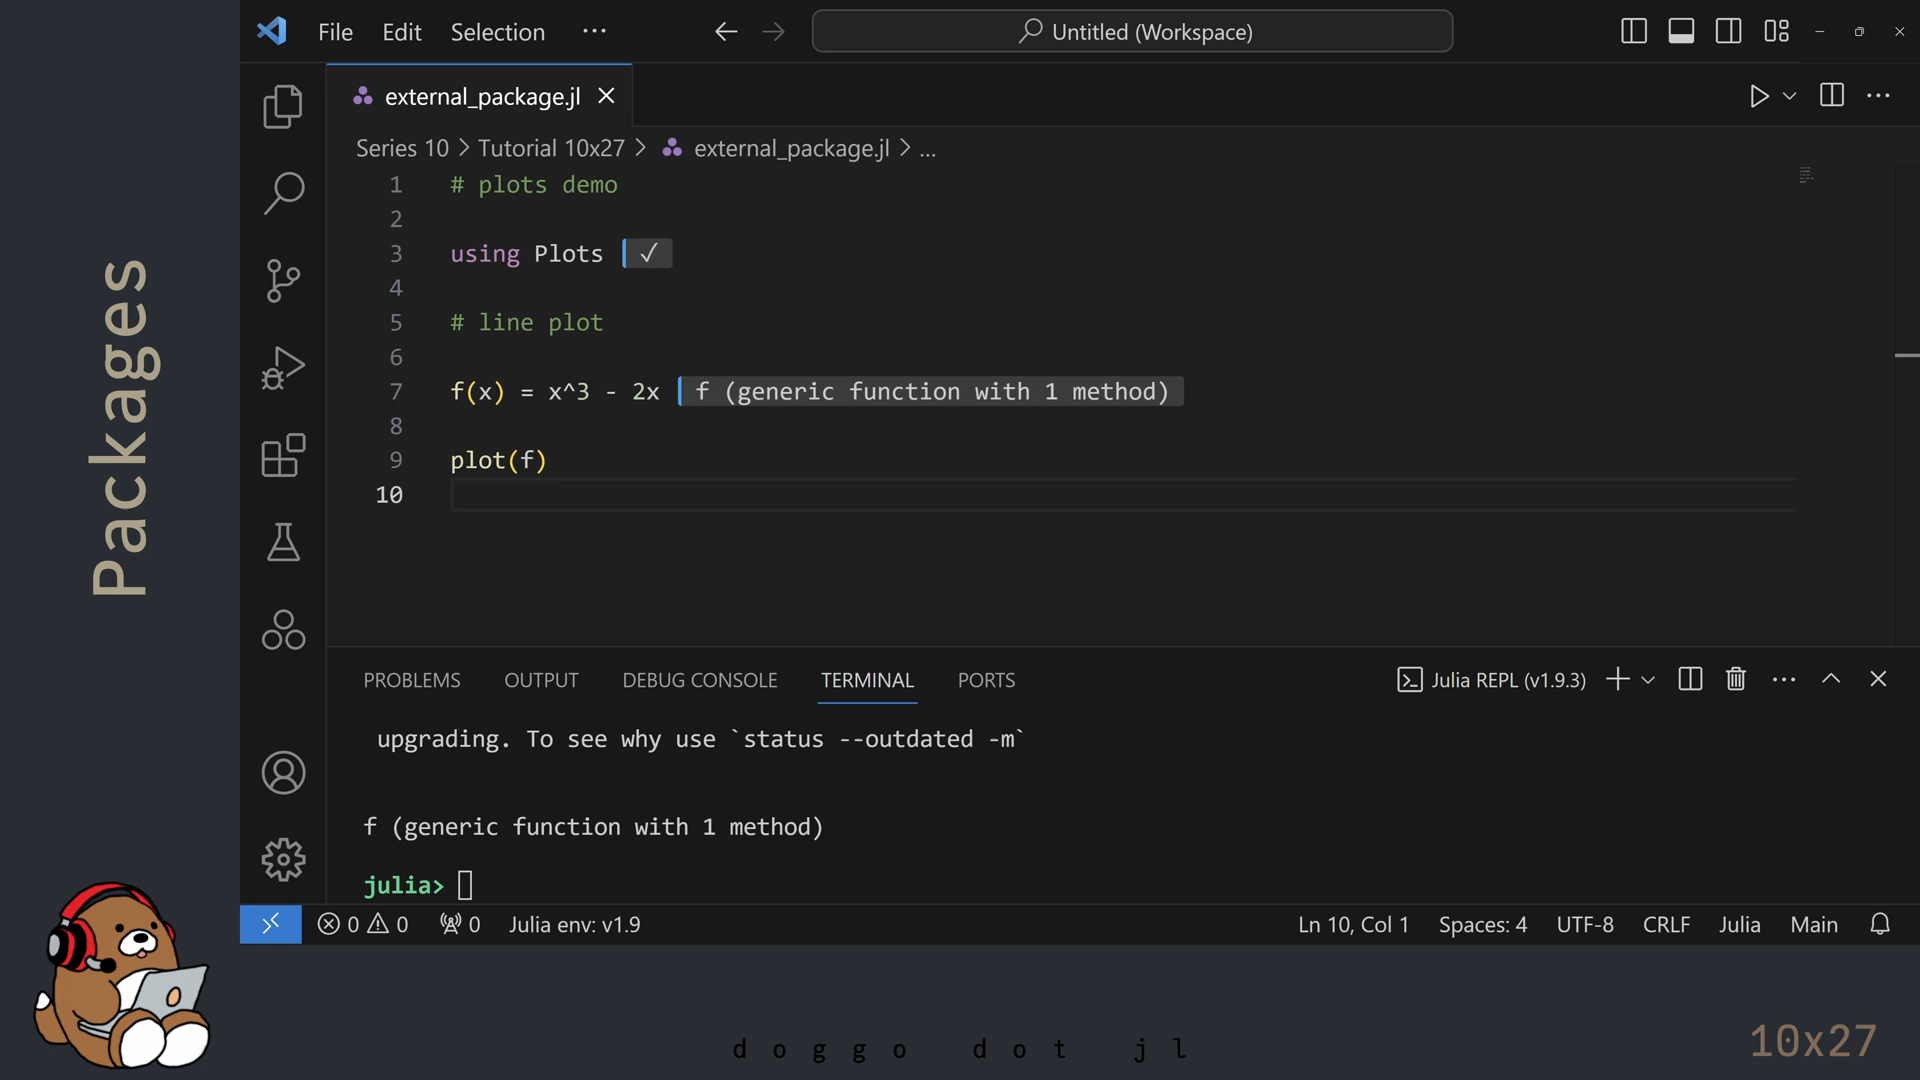 Packages
File Edit Selection ···
Untitled (Workspace)
external_package.jl
Series 10 > Tutorial 10x27 > external_package.jl > ...
1 # plots demo
2
3 using Plots ✓
4
5 # line plot
6
7 f(x) = x^3 - 2x f (generic function with 1 method)
8
9 plot(f)
10
PROBLEMS OUTPUT DEBUG CONSOLE TERMINAL PORTS
Julia REPL (v1.9.3)
upgrading. To see why use `status --outdated -m`
f (generic function with 1 method)
julia>
0 0 0 Julia env: v1.9
Ln 10, Col 1 Spaces: 4 UTF-8 CRLF Julia Main
doggo dot jl
10x27